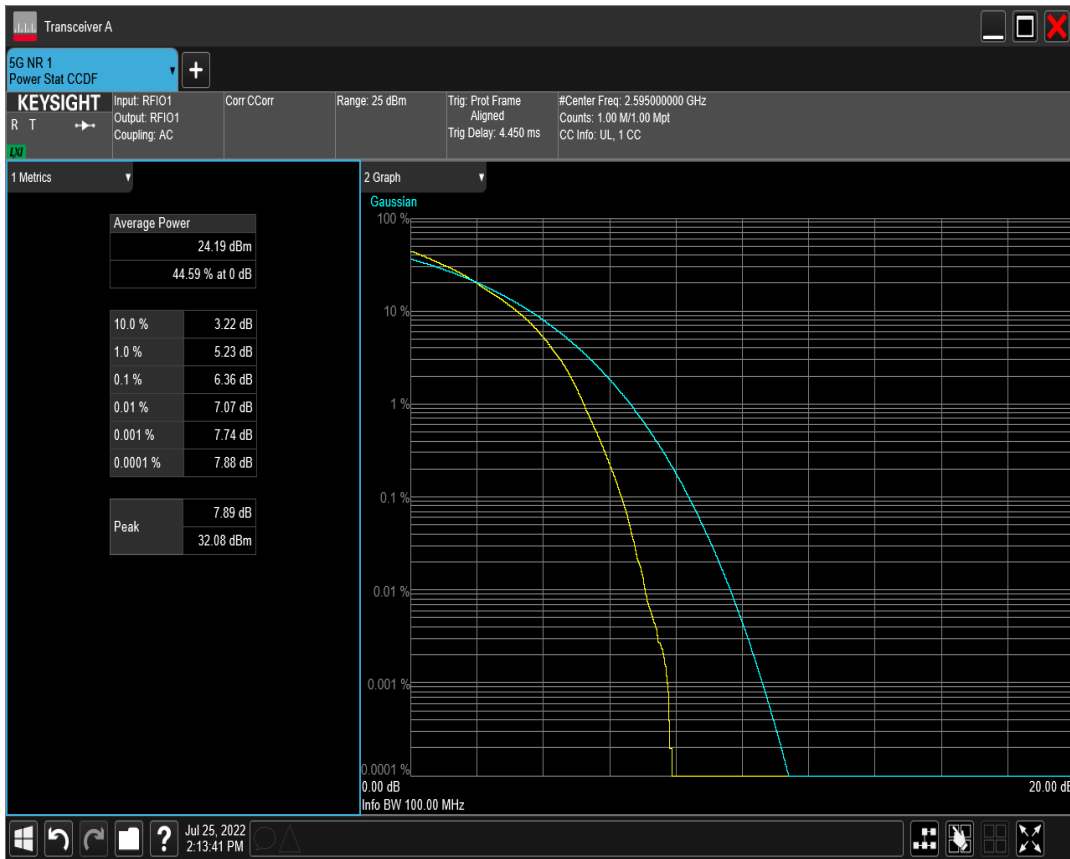 Transceiver A
5G NR 1
Power Stat CCDF
KEYSIGHT
R T
LXI
Input: RFIO1
Output: RFIO1
Coupling: AC
Corr CCorr
Range: 25 dBm
Trig: Prot Frame
Aligned
Trig Delay: 4.450 ms
#Center Freq: 2.595000000 GHz
Counts: 1.00 M/1.00 Mpt
CC Info: UL, 1 CC
1 Metrics
Average Power
24.19 dBm
44.59 % at 0 dB
10.0 % 3.22 dB
1.0 % 5.23 dB
0.1 % 6.36 dB
0.01 % 7.07 dB
0.001 % 7.74 dB
0.0001 % 7.88 dB
Peak
7.89 dB
32.08 dBm
2 Graph
Gaussian
100 %
10 %
1 %
0.1 %
0.01 %
0.001 %
0.0001 %
0.00 dB 20.00 dB
Info BW 100.00 MHz
Jul 25, 2022
2:13:41 PM